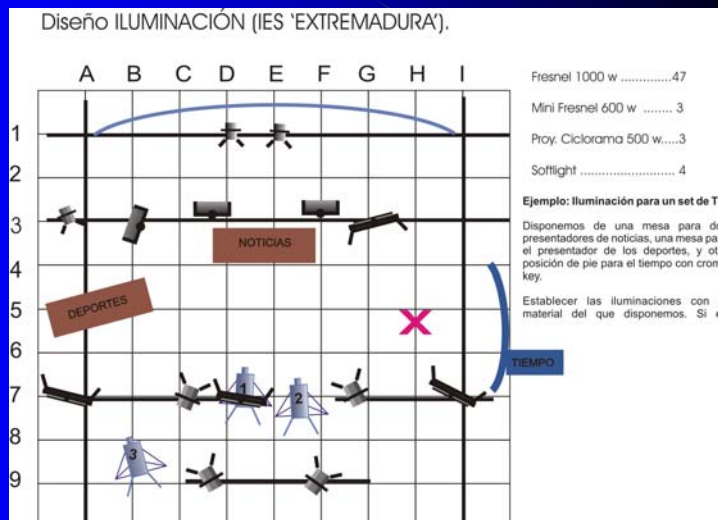 Diseño ILUMINACIÓN (IES 'EXTREMADURA').
A B C D E F G H I
1
2
3
4
5
6
7
8
9
NOTICIAS
DEPORTES
TIEMPO
1
2
3
Fresnel 1000 w ..............47
Mini Fresnel 600 w ........ 3
Proy. Ciclorama 500 w.....3
Softlight ........................... 4
Ejemplo: Iluminación para un set de T
Disponemos de una mesa para do
presentadores de noticias, una mesa pa
el presentador de los deportes, y ot
posición de pie para el tiempo con crom
key.
Establecer las iluminaciones con
material del que disponemos. Si e